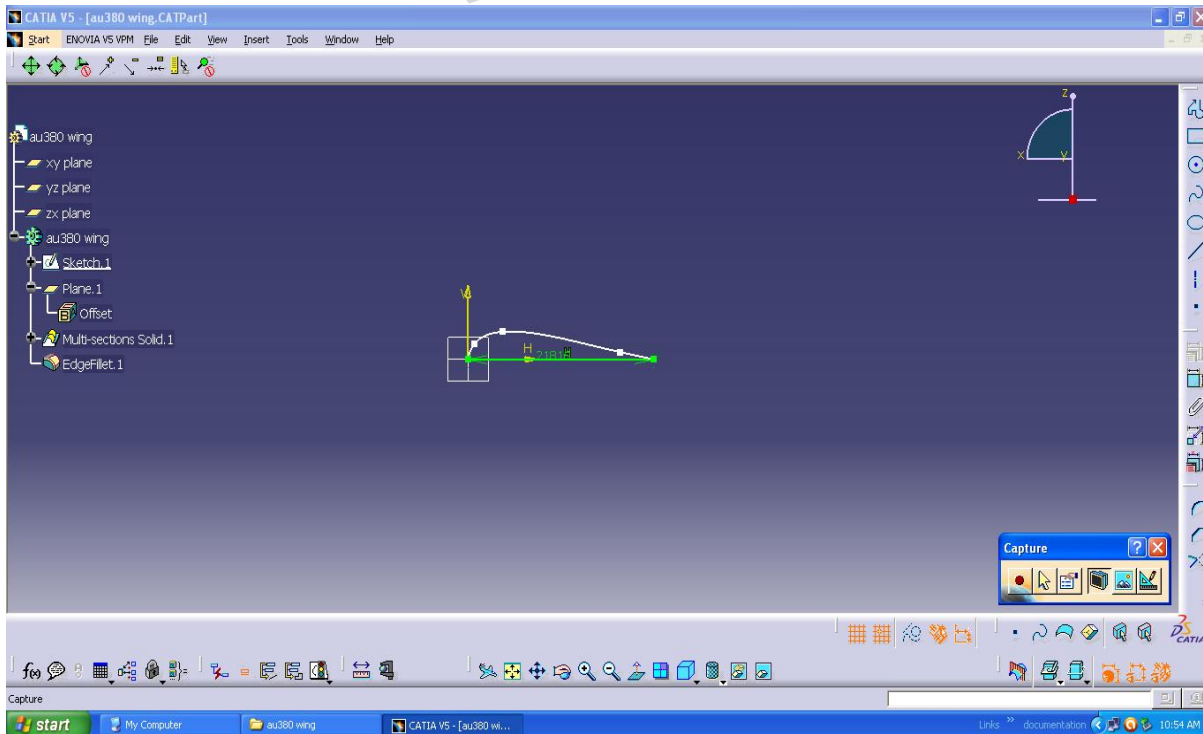 CATIA V5 - [au380 wing.CATPart]
Start ENOVIA V5 VPM File Edit View Insert Tools Window Help
au380 wing
xy plane
yz plane
zx plane
au380 wing
Sketch.1
Plane.1
Offset
Multi-sections Solid.1
EdgeFillet.1
z
x y
V
H
Capture
f(x)
DS
CATIA
Capture
start My Computer au380 wing CATIA V5 - [au380 wi... Links » documentation 10:54 AM